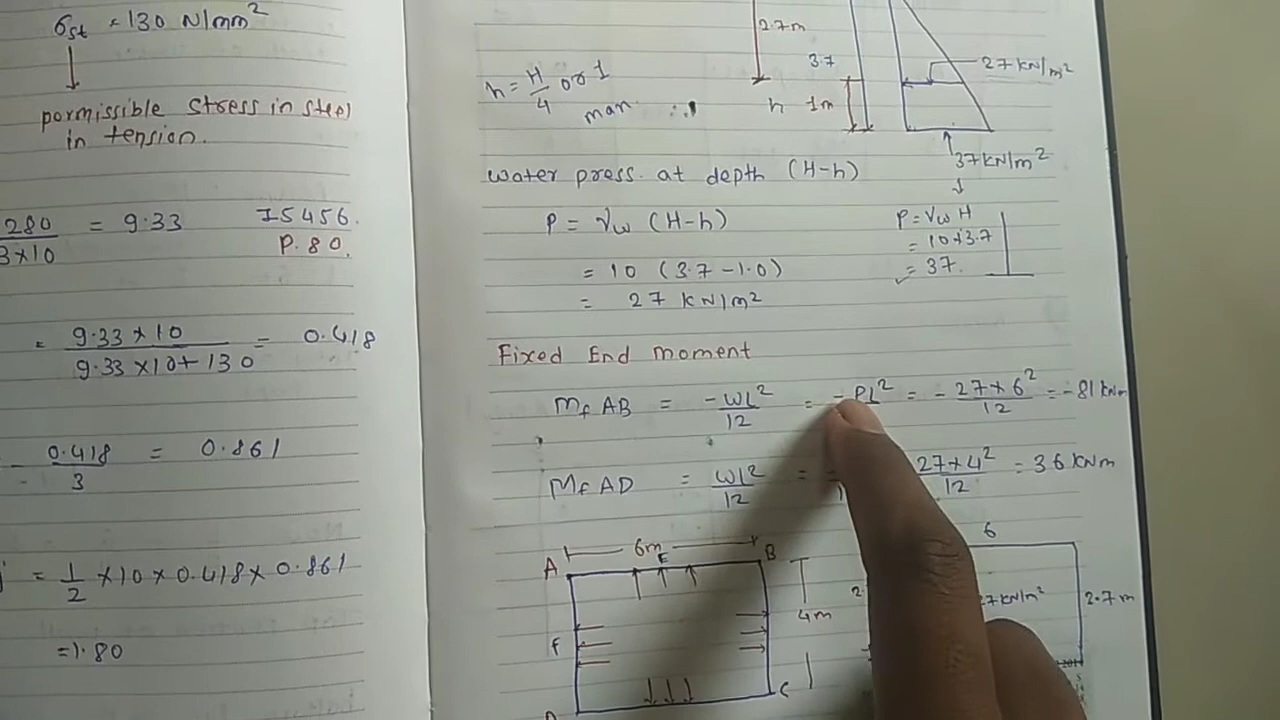 σst = 130 N/mm²
↓
permissible stress in steel
in tension.
280 / 3×10 = 9.33 IS456.
P. 80.
= 9.33×10 / 9.33×10+130 = 0.418
- 0.418 / 3 = 0.861
j = 1/2 ×10×0.418×0.861
=1.80
2.7m
3.7
27 kN/m²
h = H/4 or 1
h 1m
37 kN/m²
water press. at depth (H-h)
P = γw (H-h)
= 10 (3.7-1.0)
= 27 kN/m²
P = γw H
= 10×3.7
= 37.
Fixed End moment
Mf AB = -WL²/12 = -PL² = - 27×6²/12 = -81 kNm
Mf AD = WL²/12 = 27×4²/12 = 36 kNm
A 6m E B
F
4m
C
D
6
2
7kN/m²
2.7 m